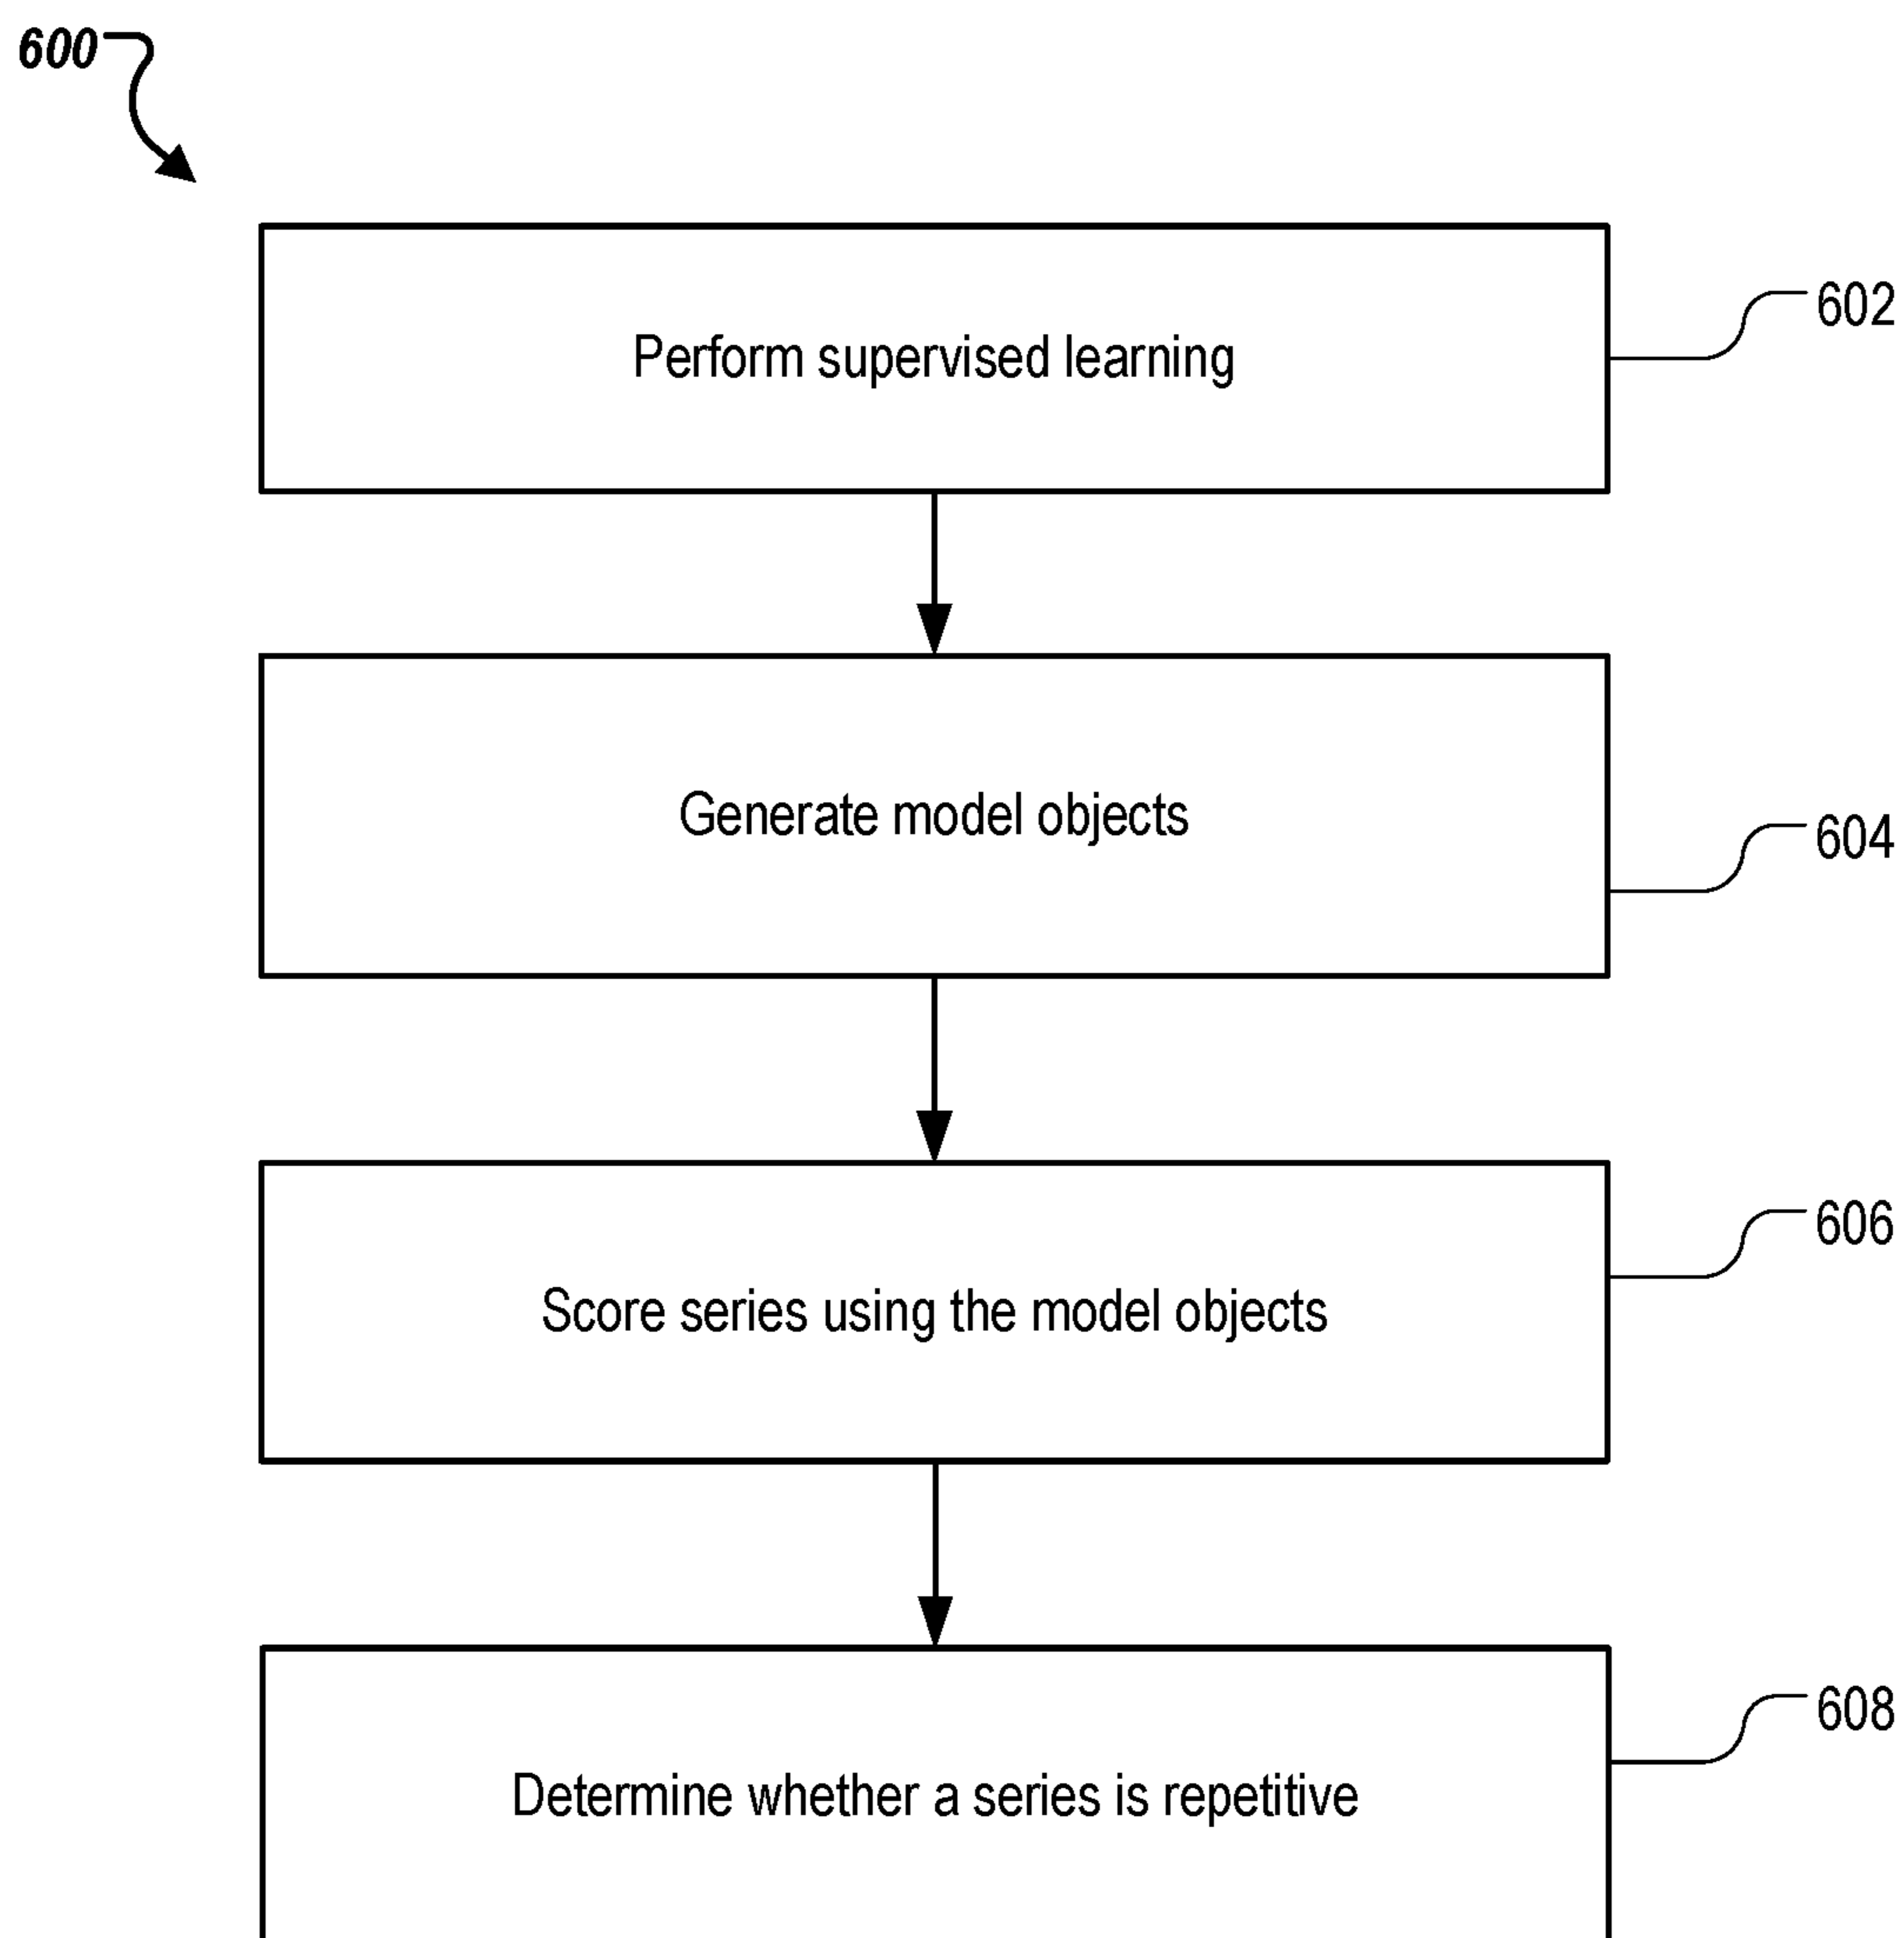 600
Perform supervised learning
602
Generate model objects
604
Score series using the model objects
606
Determine whether a series is repetitive
608